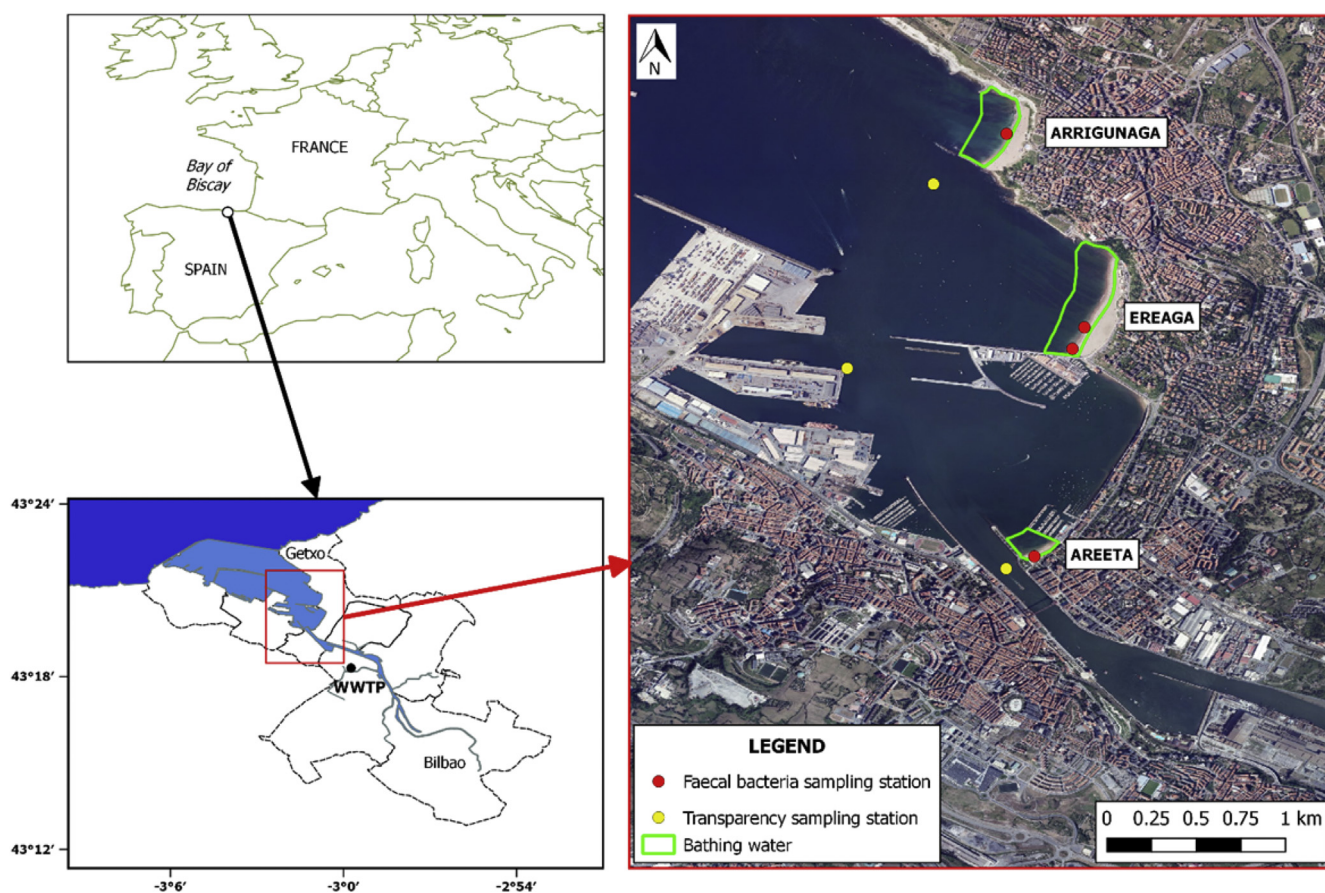 Bay of
Biscay
FRANCE
SPAIN
43°24′
43°18′
43°12′
-3°6′
-3°0′
-2°54′
Getxo
WWTP
Bilbao
N
ARRIGUNAGA
EREAGA
AREETA
LEGEND
Faecal bacteria sampling station
Transparency sampling station
Bathing water
0 0.25 0.5 0.75 1 km